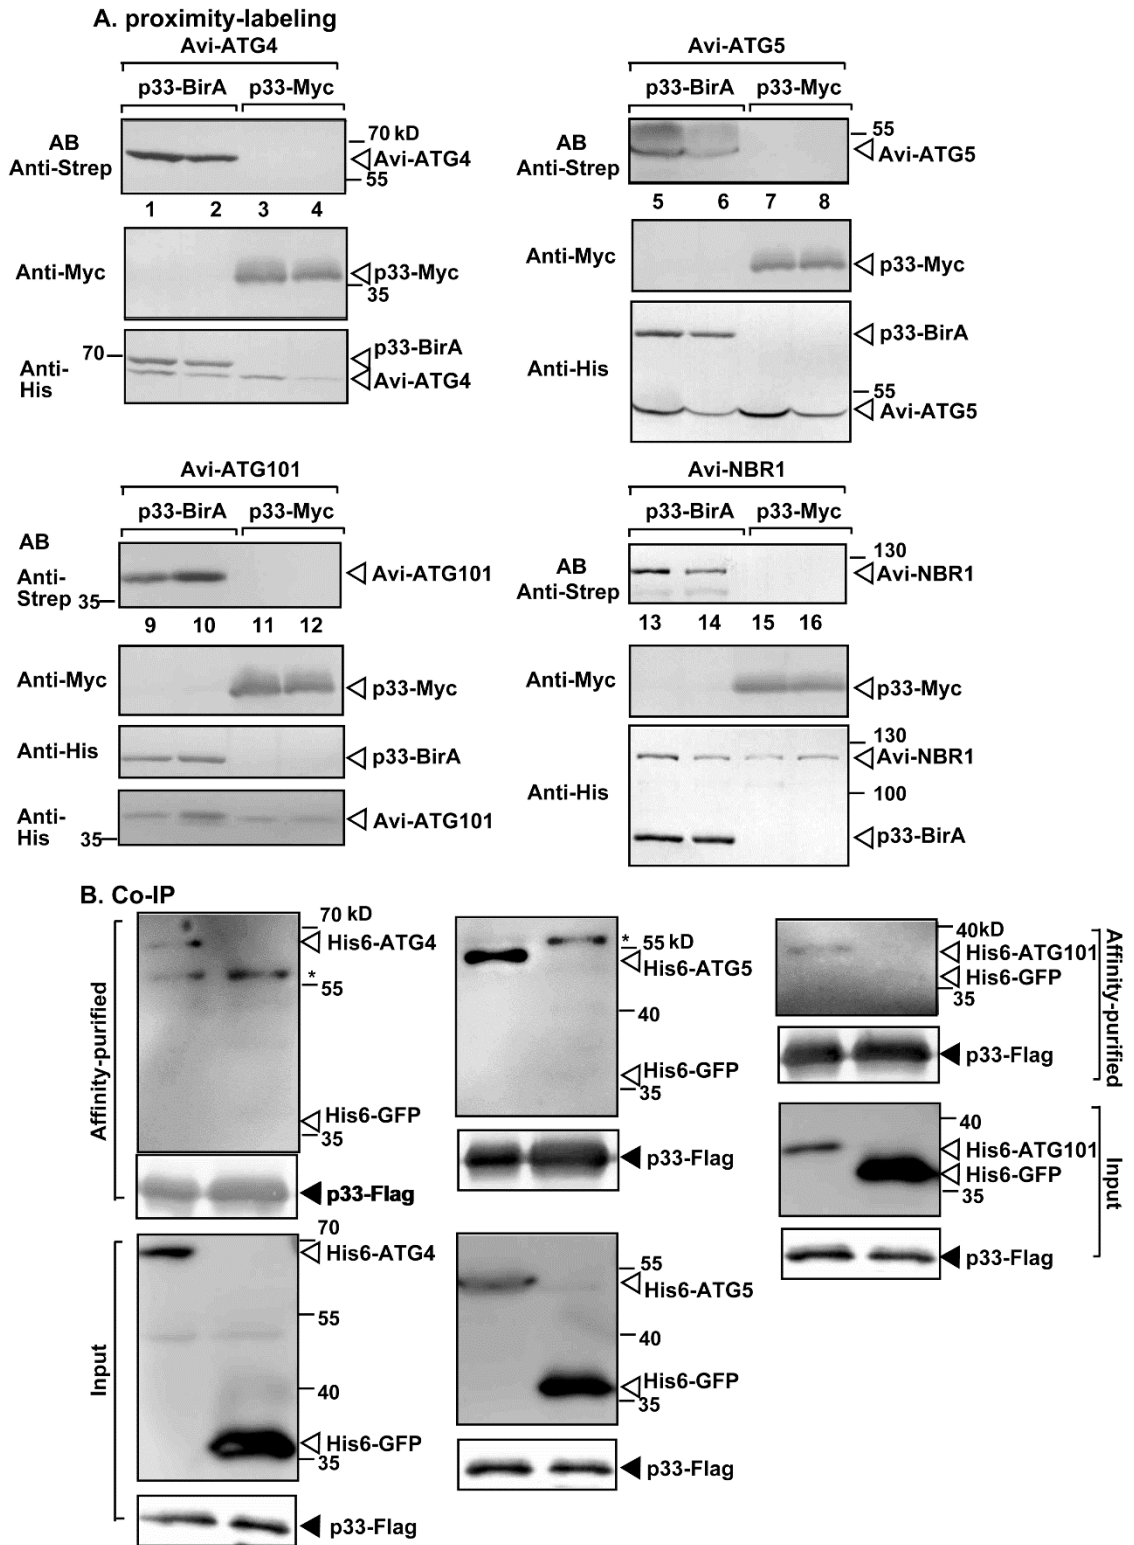 A. proximity-labeling
Avi-ATG4
p33-BirA p33-Myc
AB
Anti-Strep
70 kD
Avi-ATG4
55
1 2 3 4
Anti-Myc
p33-Myc
35
Anti-
His
70
p33-BirA
Avi-ATG4
Avi-ATG5
p33-BirA p33-Myc
AB
Anti-Strep
55
Avi-ATG5
5 6 7 8
Anti-Myc
p33-Myc
Anti-His
p33-BirA
55
Avi-ATG5
Avi-ATG101
p33-BirA p33-Myc
AB
Anti-
Strep
35
Avi-ATG101
9 10 11 12
Anti-Myc
p33-Myc
Anti-His
p33-BirA
Anti-
His
35
Avi-ATG101
Avi-NBR1
p33-BirA p33-Myc
AB
Anti-Strep
130
Avi-NBR1
13 14 15 16
Anti-Myc
p33-Myc
Anti-His
130
Avi-NBR1
100
p33-BirA
B. Co-IP
Affinity-purified
70 kD
His6-ATG4
*
55
His6-GFP
35
p33-Flag
Input
70
His6-ATG4
55
40
His6-GFP
35
p33-Flag
*
55 kD
His6-ATG5
40
His6-GFP
35
p33-Flag
55
His6-ATG5
40
His6-GFP
35
p33-Flag
40kD
His6-ATG101
His6-GFP
35
p33-Flag
Affinity-purified
40
His6-ATG101
His6-GFP
35
p33-Flag
Input